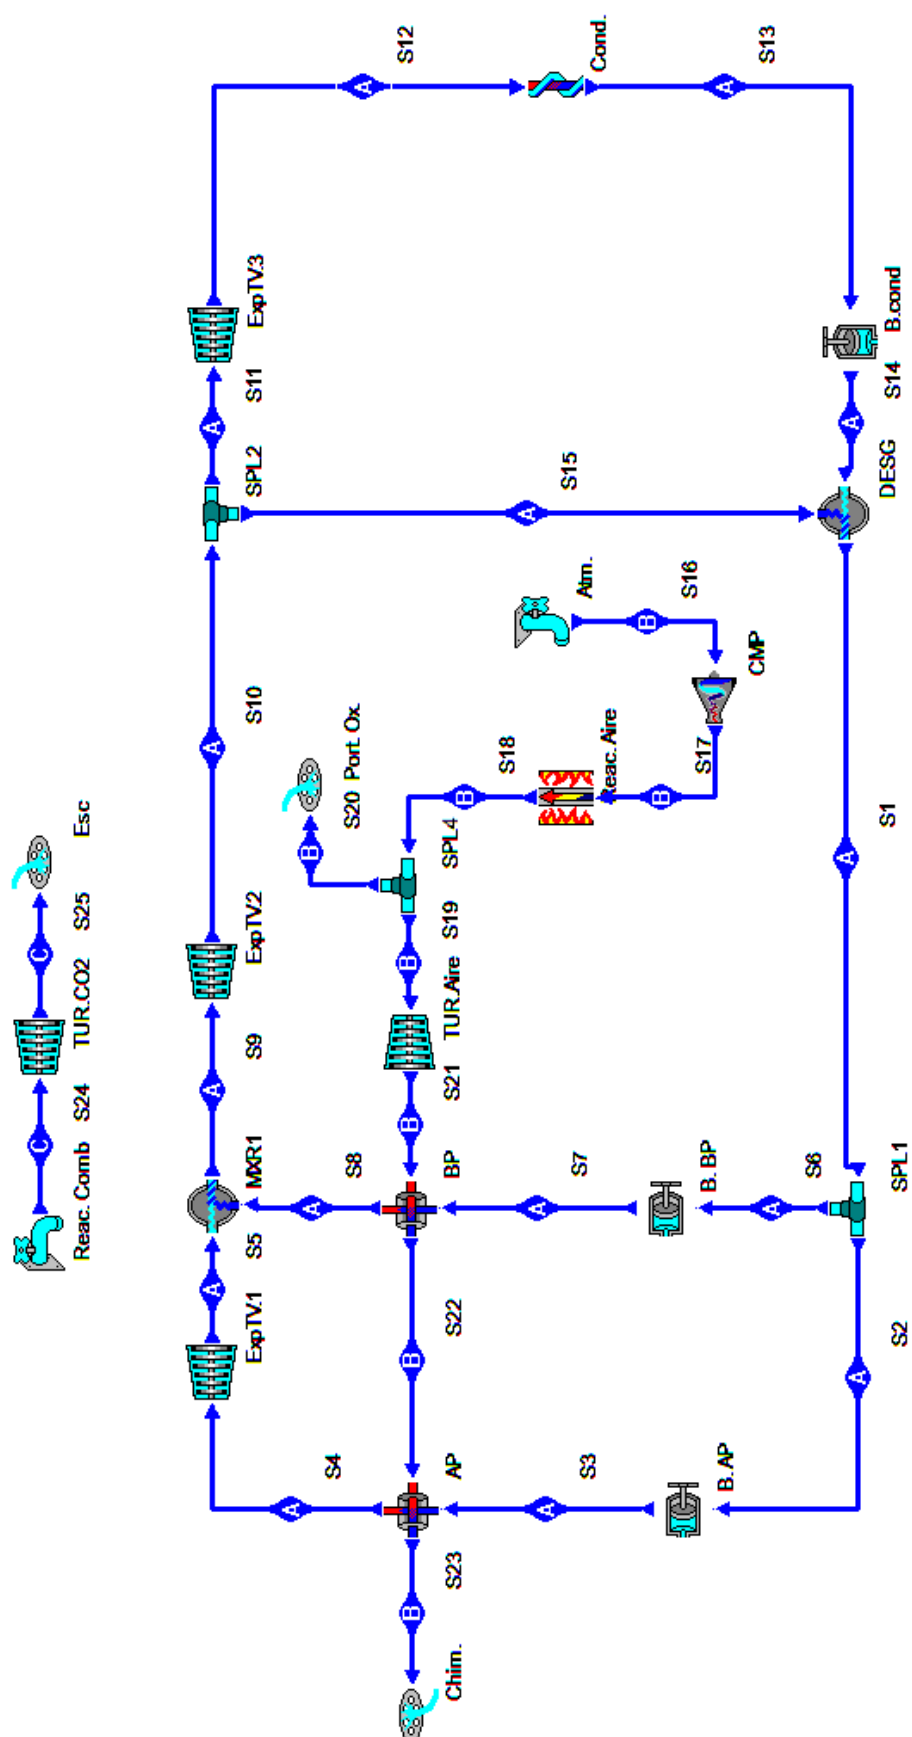 Reac. Comb
S24
TUR.CO2
S25
Esc
C
C
ExpTV.1
S5
MXR1
S9
ExpTV2
S10
SPL2
S11
ExpTV.3
S12
A
A
A
A
A
A
S4
A
S8
A
S20
Port. Ox.
B
S15
A
Cond.
Chim.
S23
AP
S22
BP
S21
TUR.Aire
S19
SPL4
S18
B
B
B
B
B
Reac. Aire
B
Atm.
S16
B
S17
B
CMP
S3
A
S7
A
S13
A
B. AP
B. BP
S6
A
S2
A
SPL1
S1
A
DESG
S14
A
B.cond